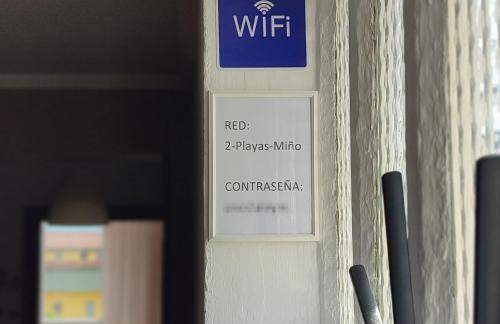 WiFi
RED:
2-Playas-Miño
CONTRASEÑA: